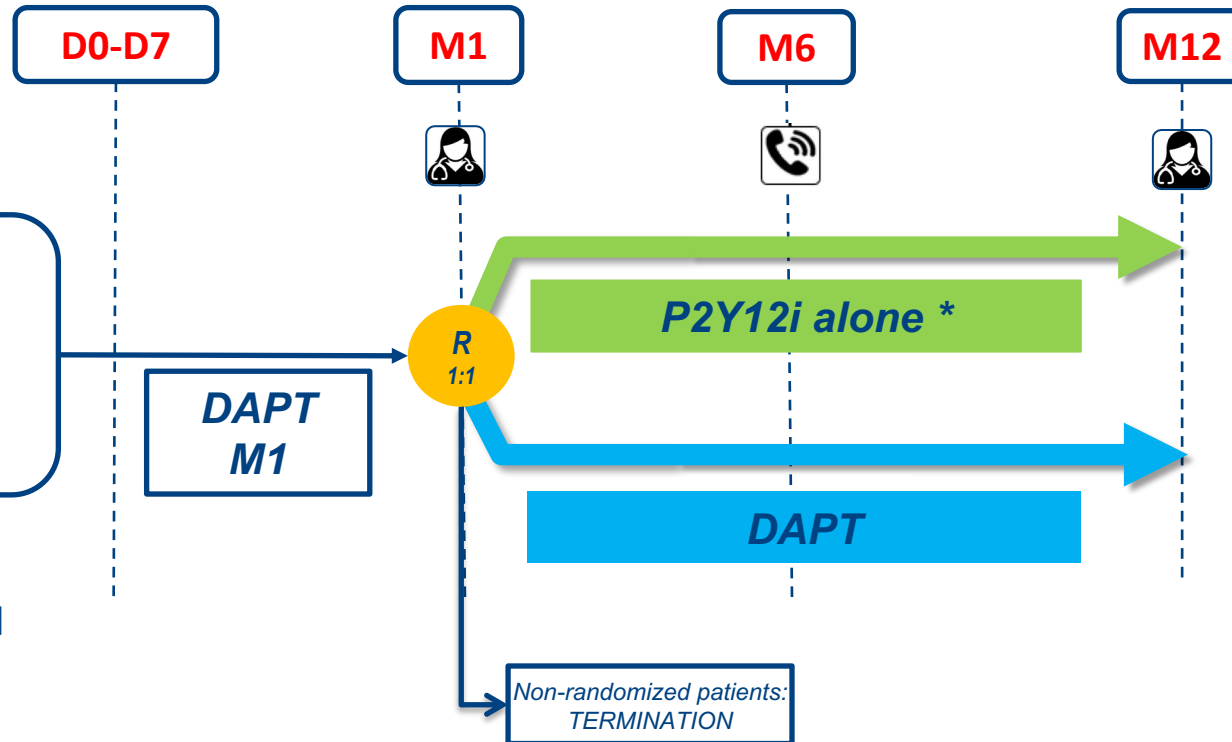 D0-D7
M1
M6
M12
P2Y12i alone *
R
1:1
DAPT
M1
DAPT
Non-randomized patients:
TERMINATION